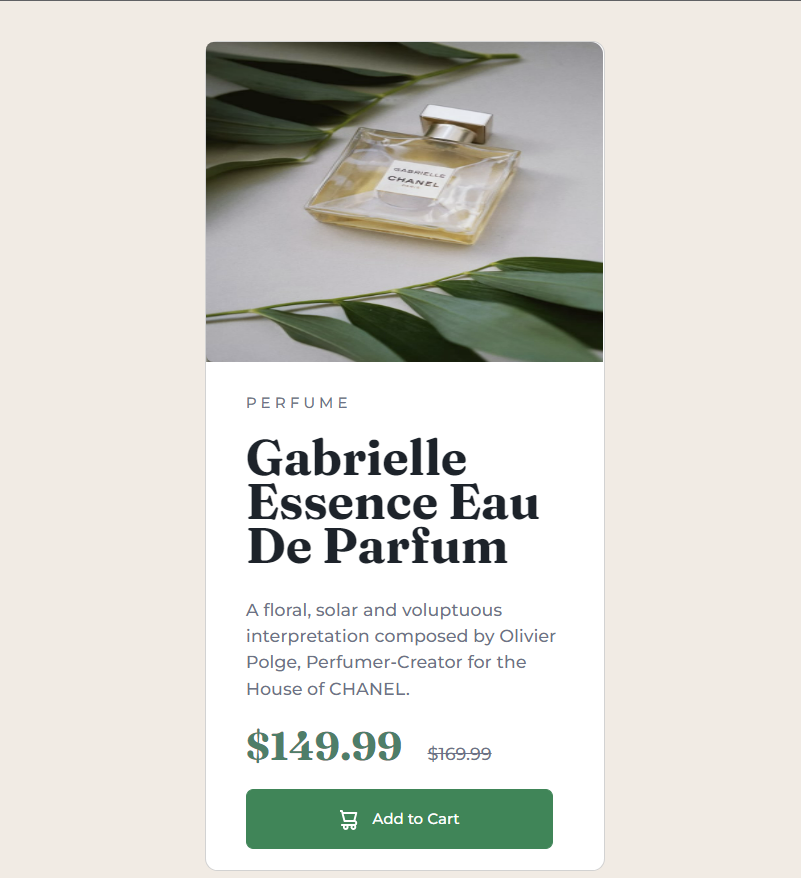 GABRIELLE
CHANEL
PARIS
PERFUME
Gabrielle
Essence Eau
De Parfum
A floral, solar and voluptuous
interpretation composed by Olivier
Polge, Perfumer-Creator for the
House of CHANEL.
$149.99 $169.99
Add to Cart